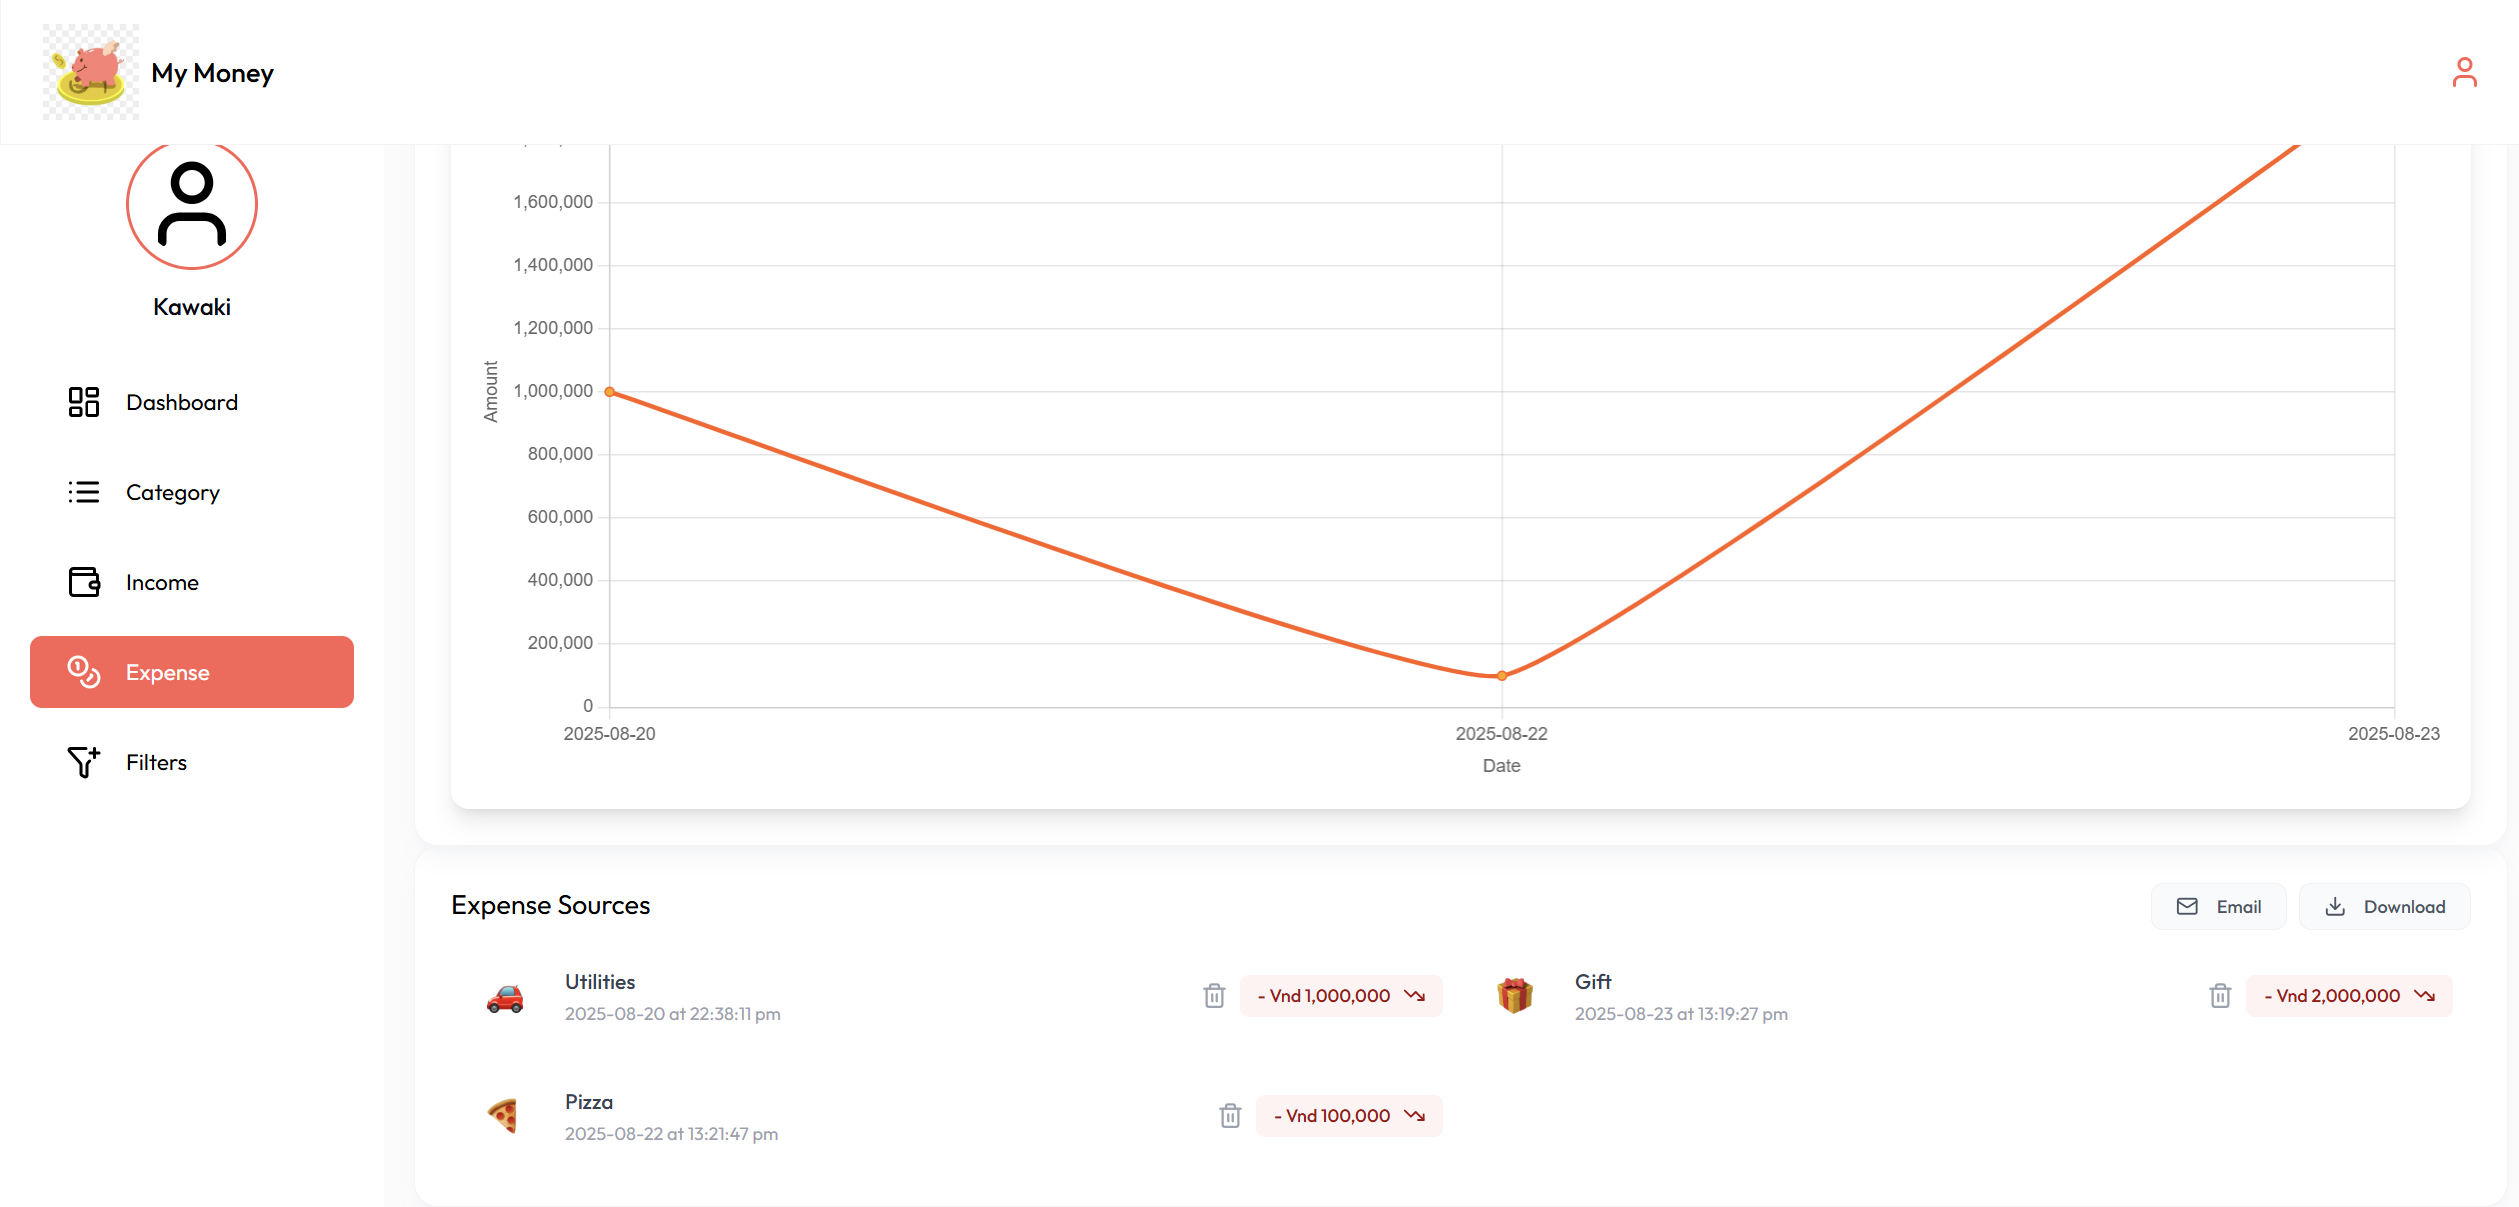 My Money
Kawaki
Dashboard
Category
Income
Expense
Filters
1,600,000
1,400,000
1,200,000
1,000,000
800,000
600,000
400,000
200,000
0
Amount
2025-08-20
2025-08-22
2025-08-23
Date
Expense Sources
Email
Download
Utilities
2025-08-20 at 22:38:11 pm
- Vnd 1,000,000
Gift
2025-08-23 at 13:19:27 pm
- Vnd 2,000,000
Pizza
2025-08-22 at 13:21:47 pm
- Vnd 100,000